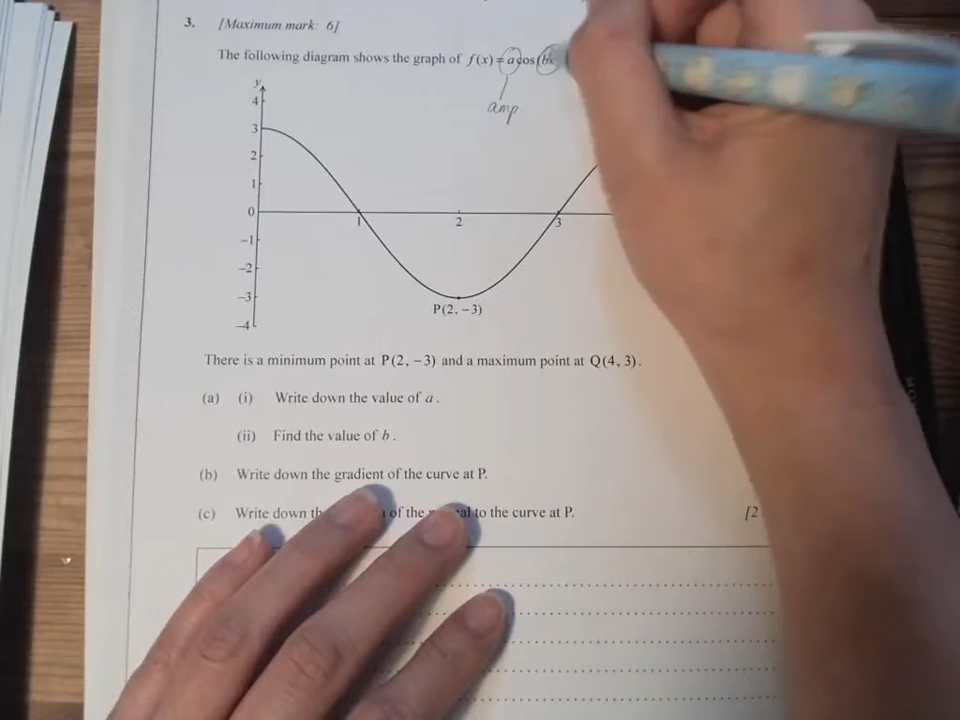 3. [Maximum mark: 6]
The following diagram shows the graph of f(x) = a cos(bx
amp
y
4
3
2
1
0
−1
−2
−3
−4
1 2 3
P(2, −3)
There is a minimum point at P(2, −3) and a maximum point at Q(4, 3).
(a) (i) Write down the value of a.
(ii) Find the value of b.
(b) Write down the gradient of the curve at P.
(c) Write down of the to the curve at P. [2